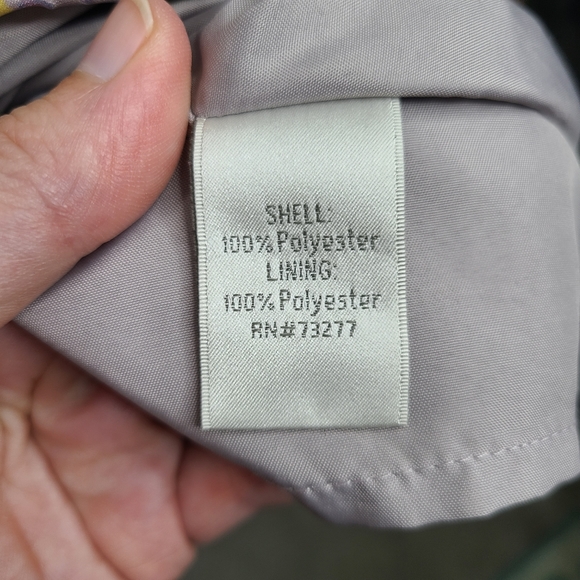 SHELL:
100% Polyester
LINING:
100% Polyester
RN#73277